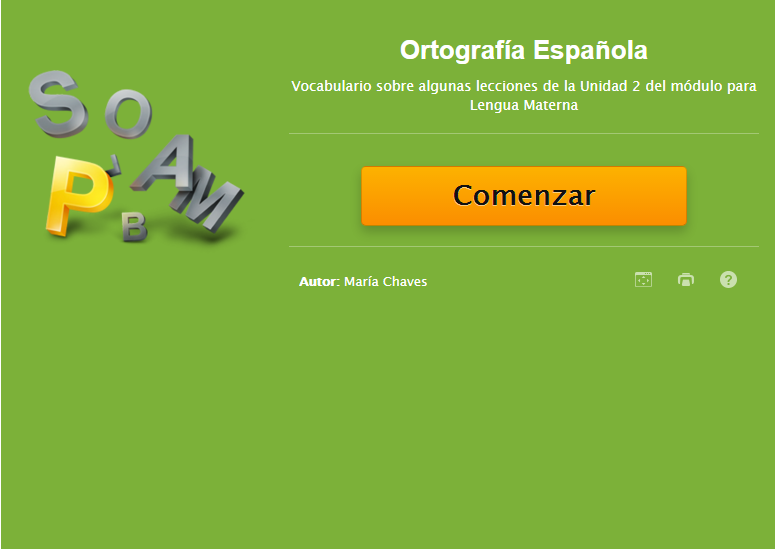 Ortografía Española
Vocabulario sobre algunas lecciones de la Unidad 2 del módulo para
Lengua Materna
S O
P L A M
B
Comenzar
Autor: María Chaves
?